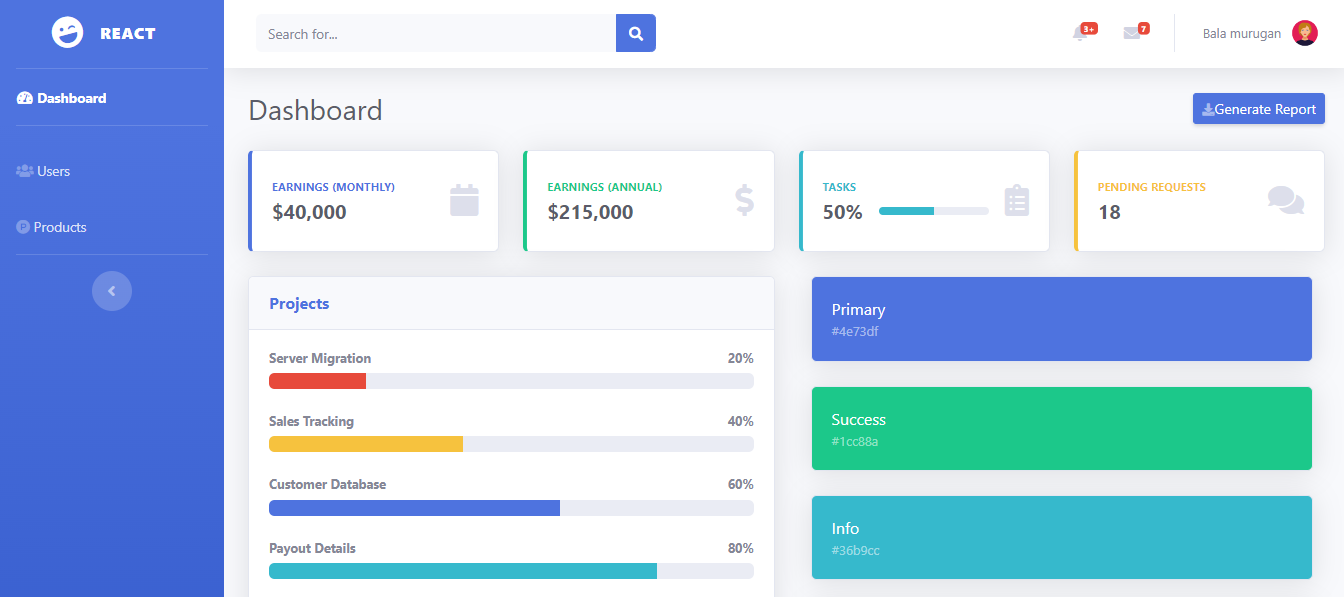 REACT
Search for...
3+
7
Bala murugan
Dashboard
Users
P Products
Dashboard
Generate Report
EARNINGS (MONTHLY)
$40,000
EARNINGS (ANNUAL)
$215,000
$
TASKS
50%
PENDING REQUESTS
18
Projects
Server Migration 20%
Sales Tracking 40%
Customer Database 60%
Payout Details 80%
Primary
#4e73df
Success
#1cc88a
Info
#36b9cc